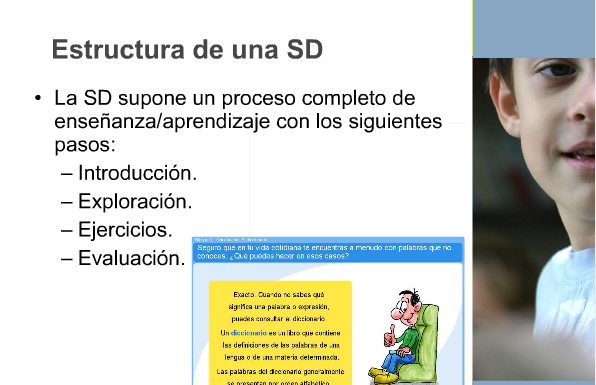 Estructura de una SD
• La SD supone un proceso completo de
enseñanza/aprendizaje con los siguientes
pasos:
– Introducción.
– Exploración.
– Ejercicios.
– Evaluación.
Seguro que en tu vida cotidiana te encuentras a menudo con palabras que no
conoces. ¿Qué puedes hacer en esos casos?
Exacto. Cuando no sabes qué
significa una palabra o expresión,
puedes consultar el diccionario.
Un diccionario es un libro que contiene
las definiciones de las palabras de una
lengua o de una materia determinada.
Las palabras del diccionario generalmente
se presentan por orden alfabético